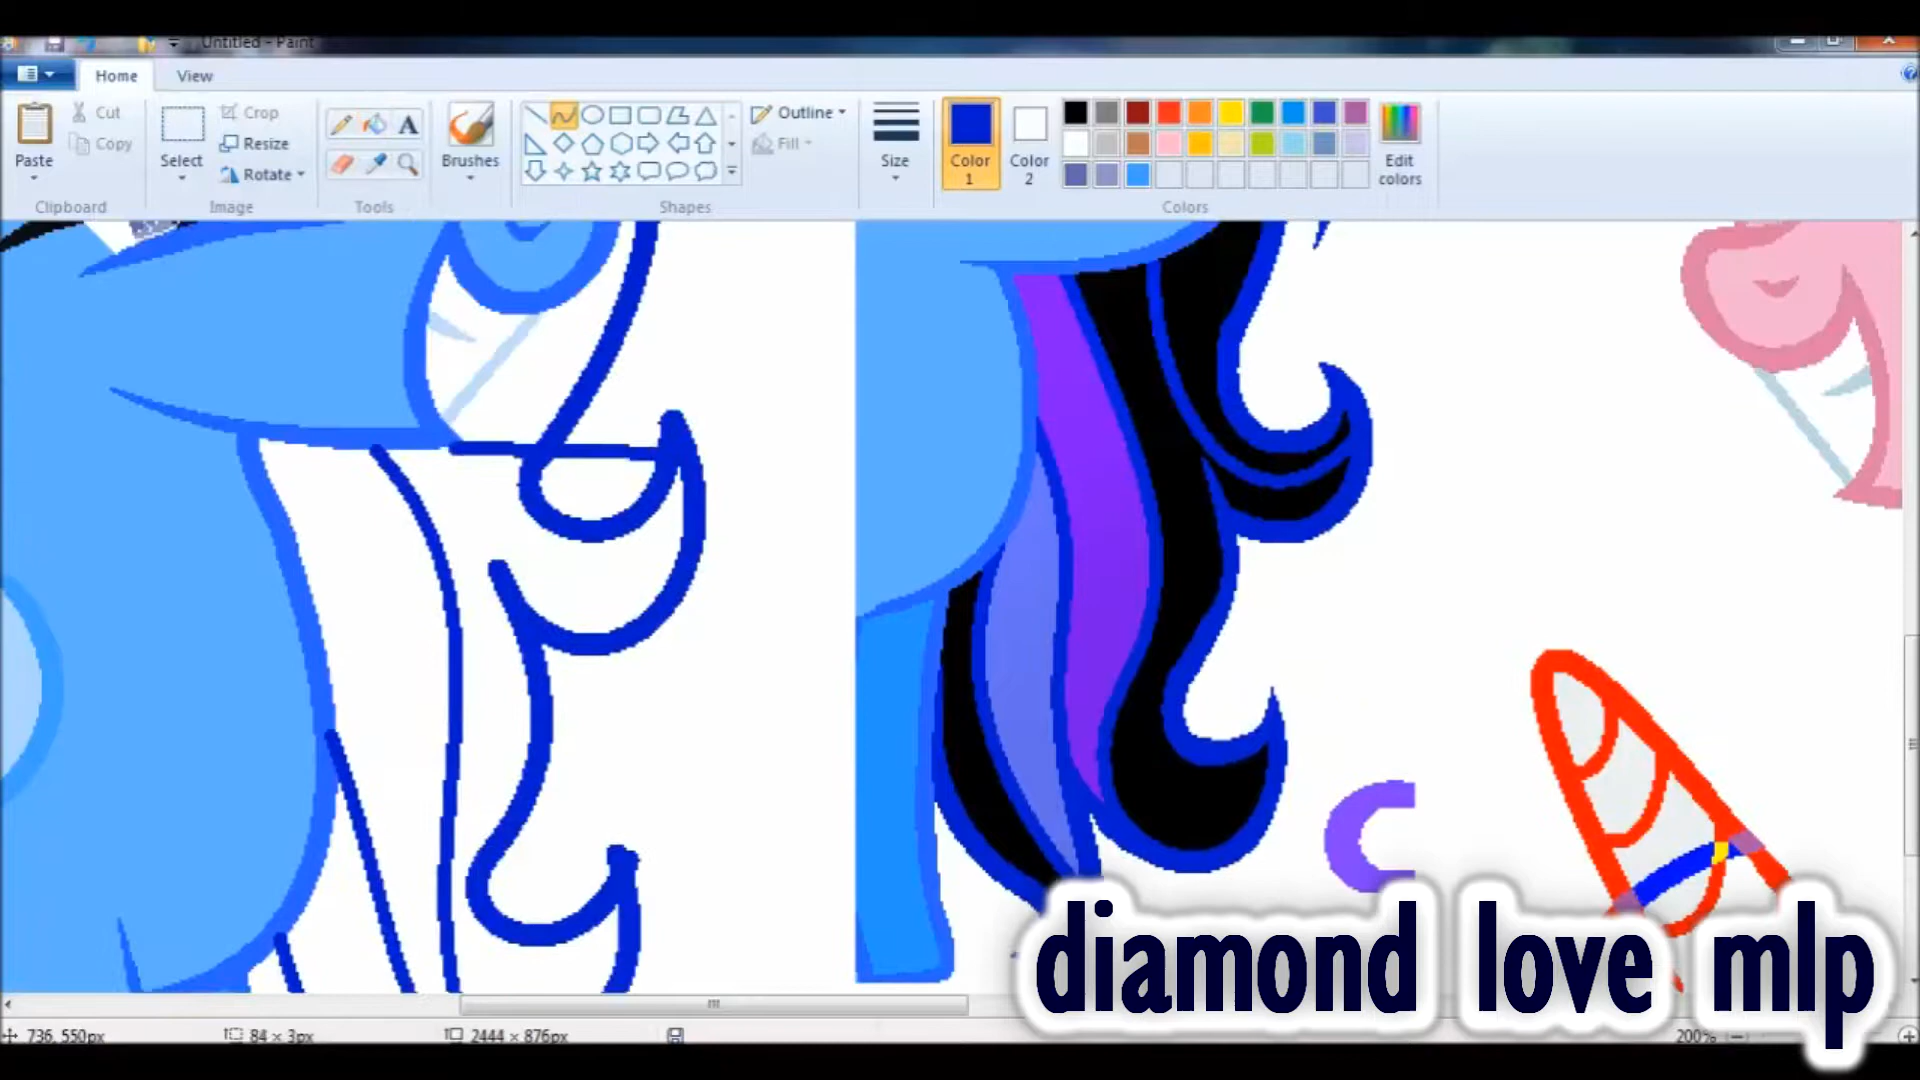 Untitled - Paint
Home View
Paste
Cut
Copy
Clipboard
Select
Crop
Resize
Rotate
Image
A
Tools
Brushes
Shapes
Outline
Fill
Size
Color 1
Color 2
Edit colors
Colors
diamond love mlp
736, 550px 84 × 3px 2444 × 876px 200%